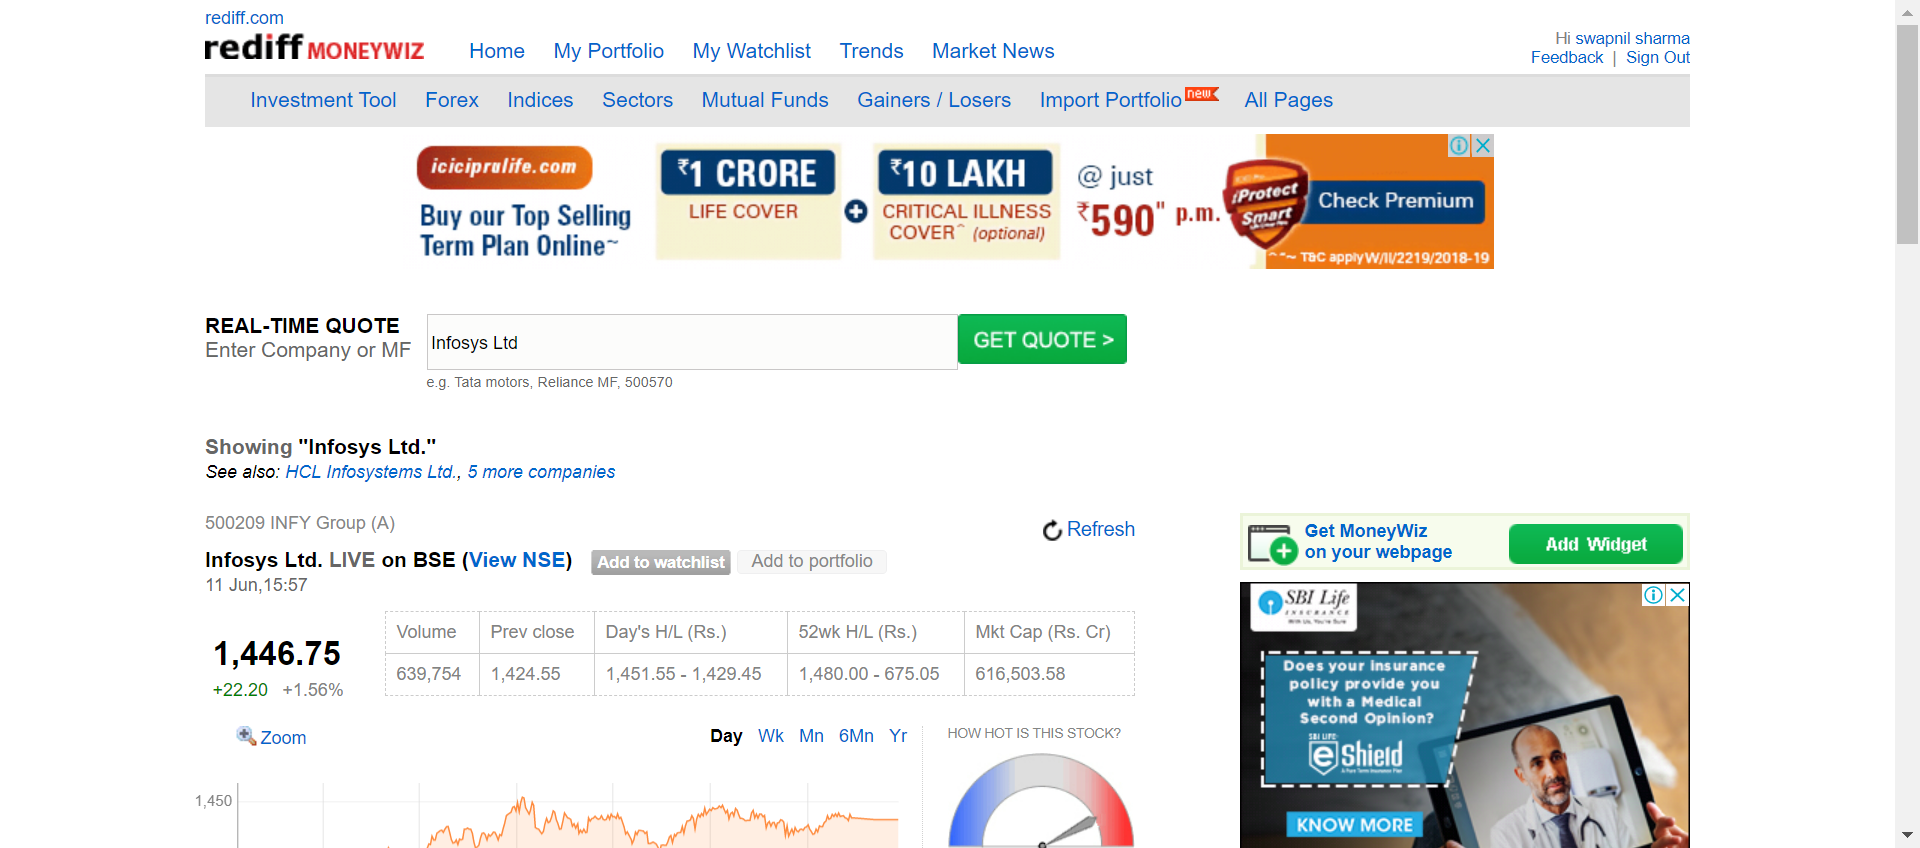 rediff.com
rediff MONEYWIZ
Home My Portfolio My Watchlist Trends Market News
Hi swapnil sharma
Feedback | Sign Out
Investment Tool Forex Indices Sectors Mutual Funds Gainers / Losers Import Portfolio new All Pages
iciciprulife.com
Buy our Top Selling
Term Plan Online~
₹1 CRORE
LIFE COVER
₹10 LAKH
CRITICAL ILLNESS
COVER^ (optional)
@ just
₹590" p.m.
iProtect
Smart
Check Premium
^ ~ T&C apply W/II/2219/2018-19
REAL-TIME QUOTE
Enter Company or MF
Infosys Ltd
GET QUOTE >
e.g. Tata motors, Reliance MF, 500570
Showing "Infosys Ltd."
See also: HCL Infosystems Ltd., 5 more companies
500209 INFY Group (A)
Refresh
Infosys Ltd. LIVE on BSE (View NSE) Add to watchlist Add to portfolio
11 Jun,15:57
1,446.75
+22.20 +1.56%
Volume Prev close Day's H/L (Rs.) 52wk H/L (Rs.) Mkt Cap (Rs. Cr)
639,754 1,424.55 1,451.55 - 1,429.45 1,480.00 - 675.05 616,503.58
Zoom
Day Wk Mn 6Mn Yr
HOW HOT IS THIS STOCK?
1,450
Get MoneyWiz
on your webpage
Add Widget
SBI Life
INSURANCE
With Us, You're Sure
Does your insurance
policy provide you
with a Medical
Second Opinion?
SBI LIFE
eShield
KNOW MORE